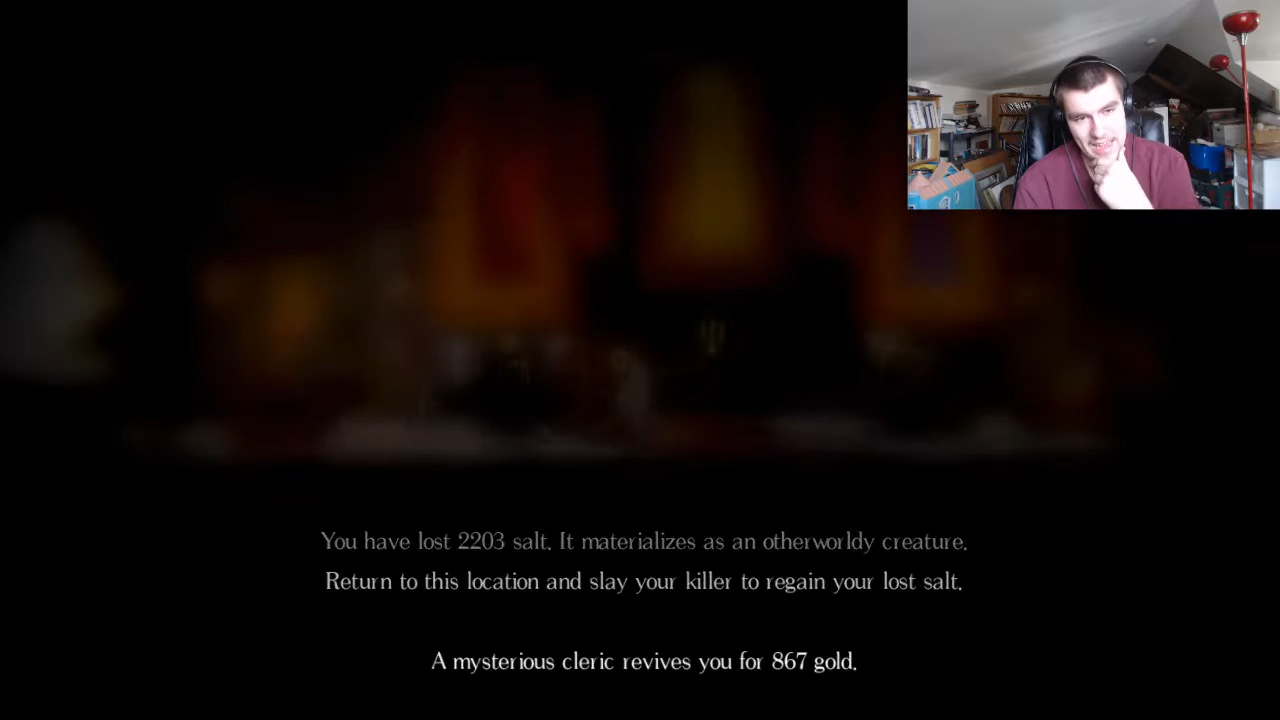 You have lost 2203 salt. It materializes as an otherworldly creature.
Return to this location and slay your killer to regain your lost salt.
A mysterious cleric revives you for 867 gold.